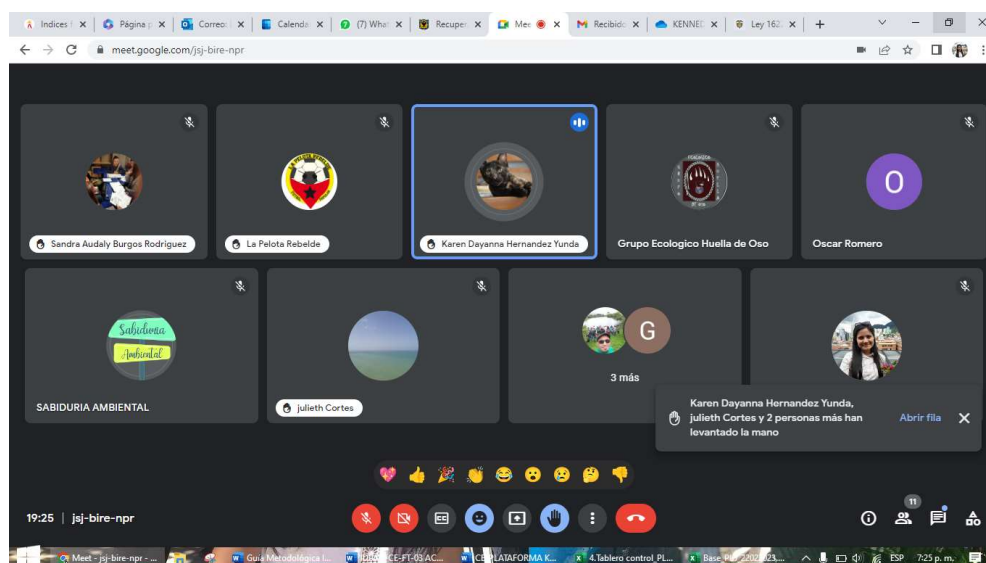 Indices
Página p
Correo:
Calenda
(7) What
Recuper
Mee
Recibid
KENNE
Ley 162
meet.google.com/jsj-bire-npr
Sandra Audaly Burgos Rodriguez
La Pelota Rebelde
Karen Dayanna Hernandez Yunda
Grupo Ecologico Huella de Oso
O
Oscar Romero
Sabiduria
Ambiental
SABIDURIA AMBIENTAL
julieth Cortes
G
3 más
Karen Dayanna Hernandez Yunda,
julieth Cortes y 2 personas más han
levantado la mano
Abrir fila
19:25 | jsj-bire-npr
11
Meet - jsj-bire-npr - ...
Guia Metodológica I...
CE-FT-03 AC...
PLATAFORMA K...
4.Tablero control_PL...
ESP
7:25 p. m.